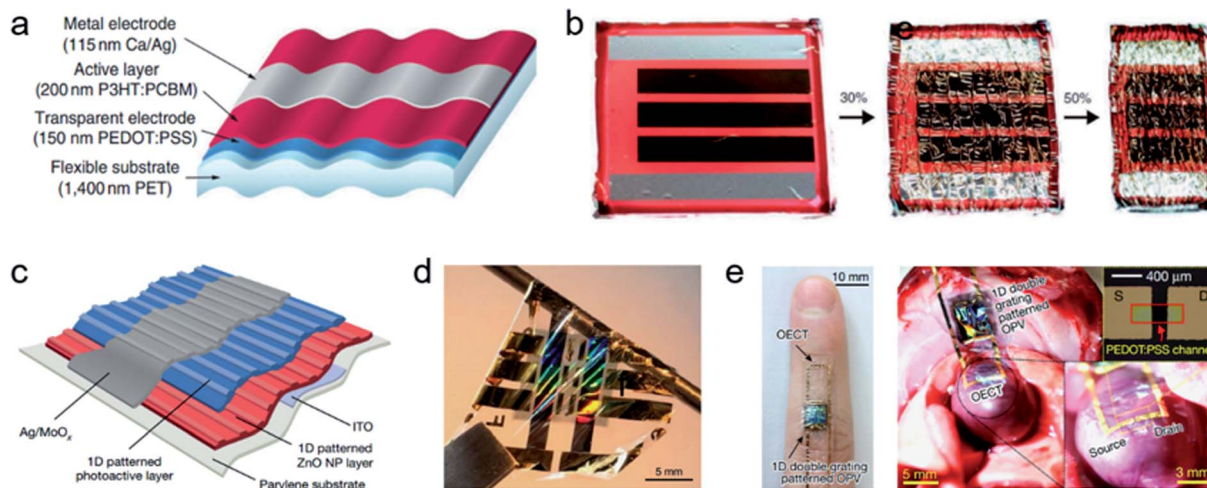 a
Metal electrode
(115 nm Ca/Ag)
Active layer
(200 nm P3HT:PCBM)
Transparent electrode
(150 nm PEDOT:PSS)
Flexible substrate
(1,400 nm PET)
b
30%
e
50%
c
Ag/MoOx
1D patterned
photoactive layer
ITO
1D patterned
ZnO NP layer
Parylene substrate
d
5 mm
e
10 mm
OECT
1D double grating
patterned OPV
1D double
grating
patterned
OPV
OECT
5 mm
400 µm
S
D
PEDOT:PSS channel
Source
Drain
3 mm